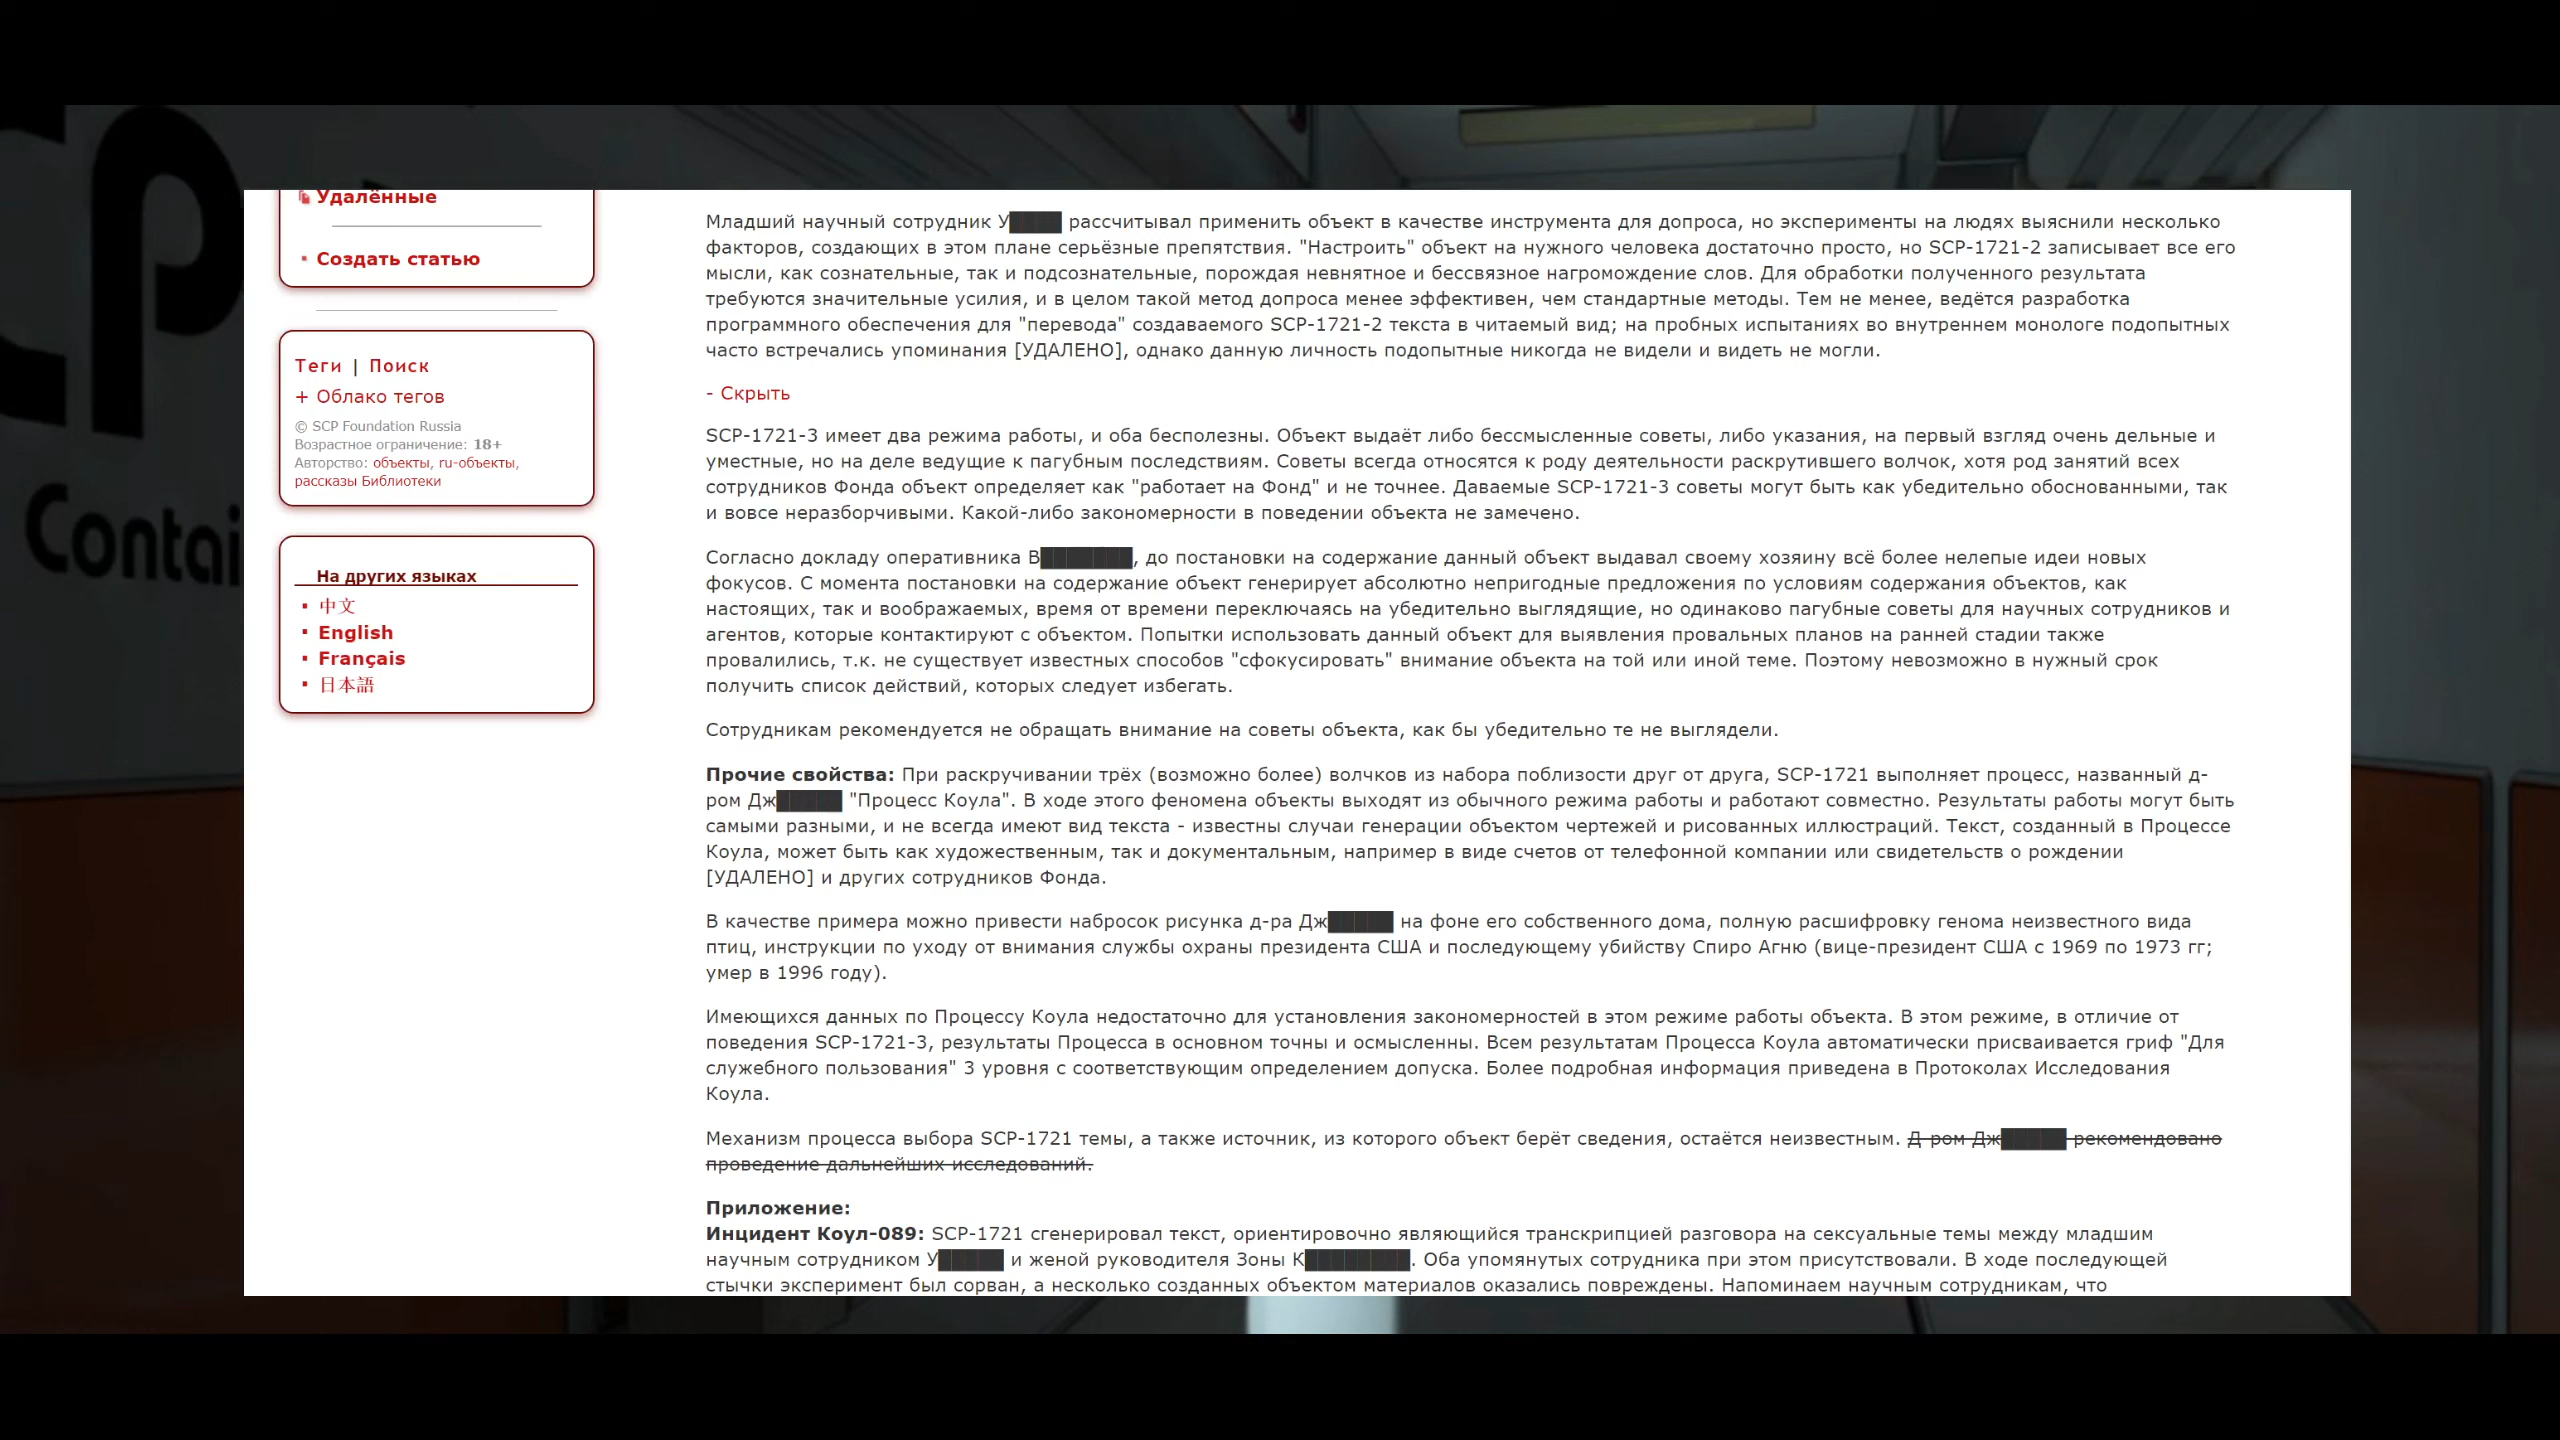 CP
Contai
Удалённые
Создать статью
Теги | Поиск
+ Облако тегов
© SCP Foundation Russia
Возрастное ограничение: 18+
Авторство: объекты, ru-объекты,
рассказы Библиотеки
На других языках
中文
English
Français
日本語
Младший научный сотрудник У████ рассчитывал применить объект в качестве инструмента для допроса, но эксперименты на людях выяснили несколько
факторов, создающих в этом плане серьёзные препятствия. "Настроить" объект на нужного человека достаточно просто, но SCP-1721-2 записывает все его
мысли, как сознательные, так и подсознательные, порождая невнятное и бессвязное нагромождение слов. Для обработки полученного результата
требуются значительные усилия, и в целом такой метод допроса менее эффективен, чем стандартные методы. Тем не менее, ведётся разработка
программного обеспечения для "перевода" создаваемого SCP-1721-2 текста в читаемый вид; на пробных испытаниях во внутреннем монологе подопытных
часто встречались упоминания [УДАЛЕНО], однако данную личность подопытные никогда не видели и видеть не могли.
- Скрыть
SCP-1721-3 имеет два режима работы, и оба бесполезны. Объект выдаёт либо бессмысленные советы, либо указания, на первый взгляд очень дельные и
уместные, но на деле ведущие к пагубным последствиям. Советы всегда относятся к роду деятельности раскрутившего волчок, хотя род занятий всех
сотрудников Фонда объект определяет как "работает на Фонд" и не точнее. Даваемые SCP-1721-3 советы могут быть как убедительно обоснованными, так
и вовсе неразборчивыми. Какой-либо закономерности в поведении объекта не замечено.
Согласно докладу оперативника В███████, до постановки на содержание данный объект выдавал своему хозяину всё более нелепые идеи новых
фокусов. С момента постановки на содержание объект генерирует абсолютно непригодные предложения по условиям содержания объектов, как
настоящих, так и воображаемых, время от времени переключаясь на убедительно выглядящие, но одинаково пагубные советы для научных сотрудников и
агентов, которые контактируют с объектом. Попытки использовать данный объект для выявления провальных планов на ранней стадии также
провалились, т.к. не существует известных способов "сфокусировать" внимание объекта на той или иной теме. Поэтому невозможно в нужный срок
получить список действий, которых следует избегать.
Сотрудникам рекомендуется не обращать внимание на советы объекта, как бы убедительно те не выглядели.
Прочие свойства: При раскручивании трёх (возможно более) волчков из набора поблизости друг от друга, SCP-1721 выполняет процесс, названный д-
ром Дж█████ "Процесс Коула". В ходе этого феномена объекты выходят из обычного режима работы и работают совместно. Результаты работы могут быть
самыми разными, и не всегда имеют вид текста - известны случаи генерации объектом чертежей и рисованных иллюстраций. Текст, созданный в Процессе
Коула, может быть как художественным, так и документальным, например в виде счетов от телефонной компании или свидетельств о рождении
[УДАЛЕНО] и других сотрудников Фонда.
В качестве примера можно привести набросок рисунка д-ра Дж█████ на фоне его собственного дома, полную расшифровку генома неизвестного вида
птиц, инструкции по уходу от внимания службы охраны президента США и последующему убийству Спиро Агню (вице-президент США с 1969 по 1973 гг;
умер в 1996 году).
Имеющихся данных по Процессу Коула недостаточно для установления закономерностей в этом режиме работы объекта. В этом режиме, в отличие от
поведения SCP-1721-3, результаты Процесса в основном точны и осмысленны. Всем результатам Процесса Коула автоматически присваивается гриф "Для
служебного пользования" 3 уровня с соответствующим определением допуска. Более подробная информация приведена в Протоколах Исследования
Коула.
Механизм процесса выбора SCP-1721 темы, а также источник, из которого объект берёт сведения, остаётся неизвестным. Д-ром Дж█████ рекомендовано
проведение дальнейших исследований.
Приложение:
Инцидент Коул-089: SCP-1721 сгенерировал текст, ориентировочно являющийся транскрипцией разговора на сексуальные темы между младшим
научным сотрудником У█████ и женой руководителя Зоны К████████. Оба упомянутых сотрудника при этом присутствовали. В ходе последующей
стычки эксперимент был сорван, а несколько созданных объектом материалов оказались повреждены. Напоминаем научным сотрудникам, что